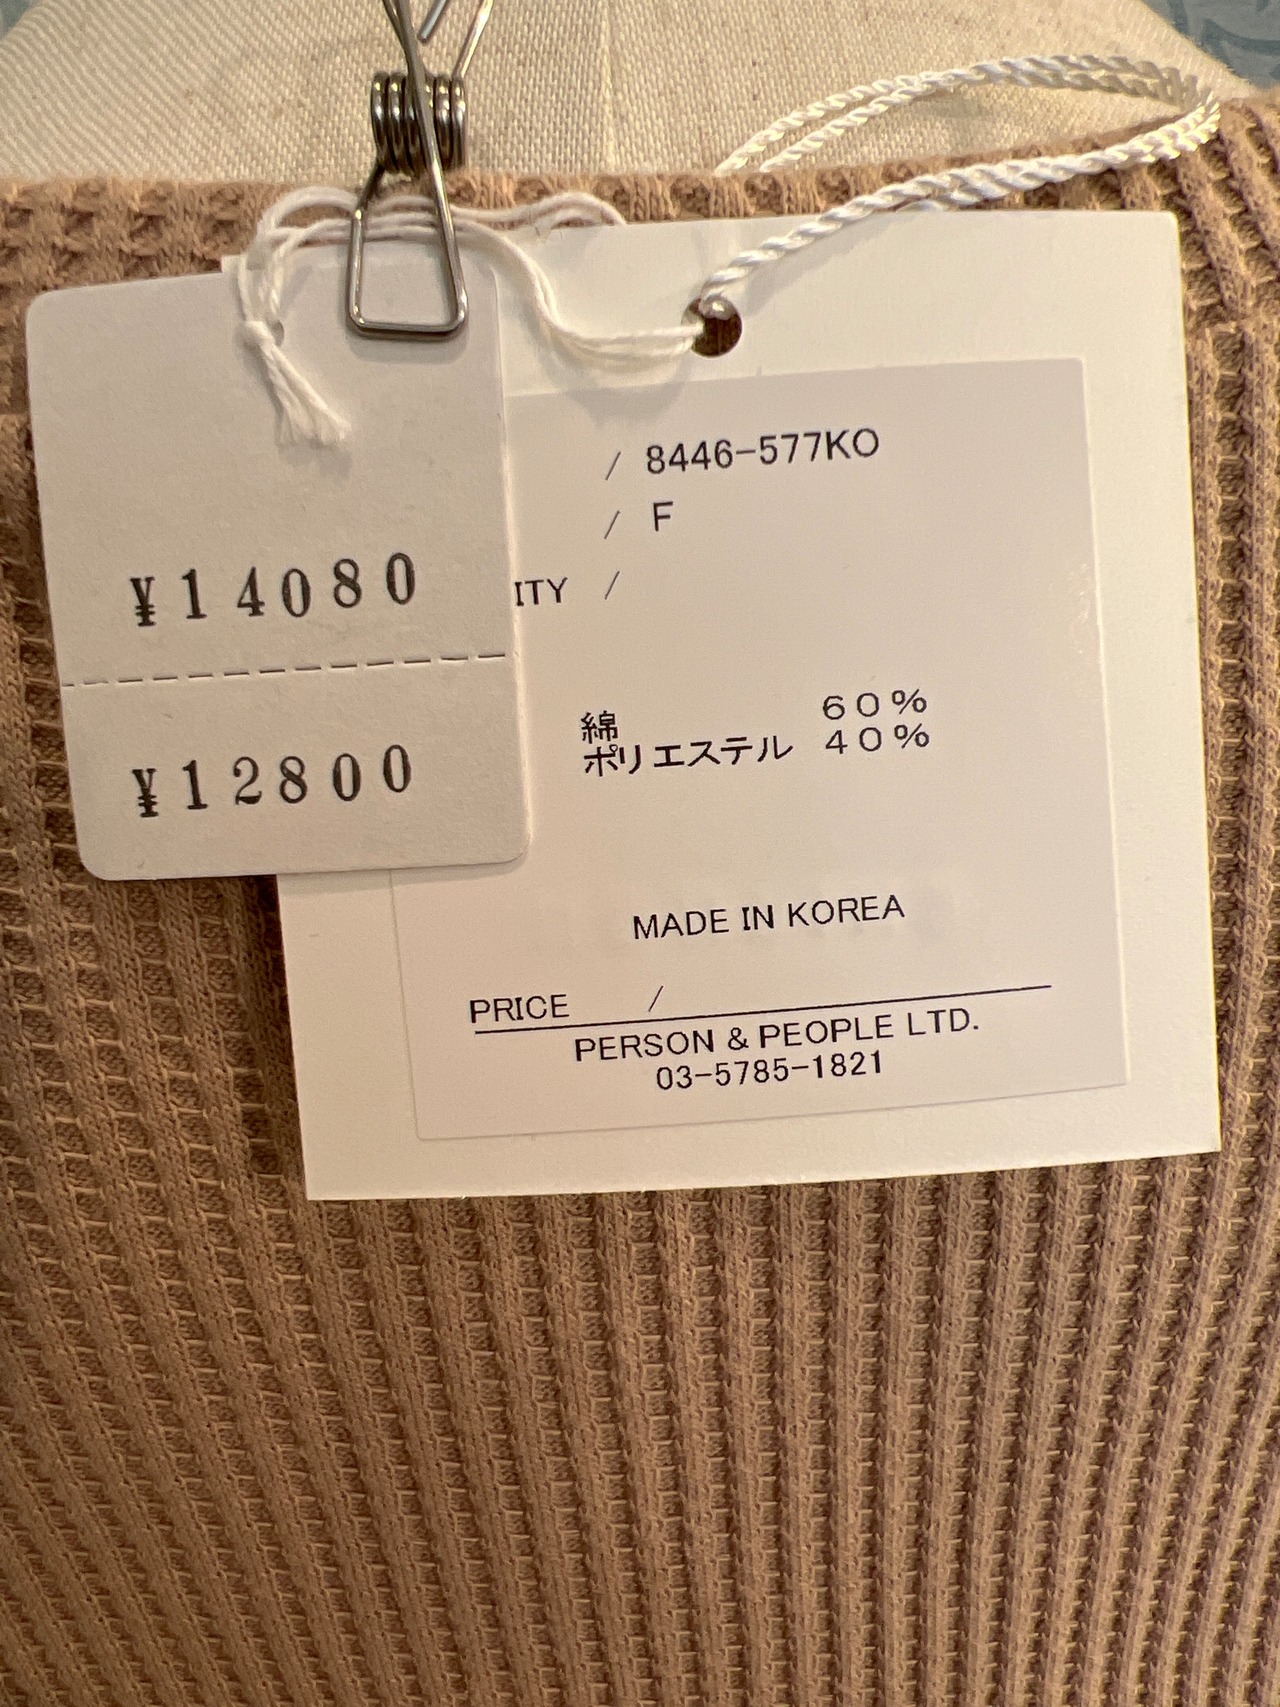 ¥14080
¥12800
/ 8446-577KO
/ F
ITY /
綿 60%
ポリエステル 40%
MADE IN KOREA
PRICE /
PERSON & PEOPLE LTD.
03-5785-1821